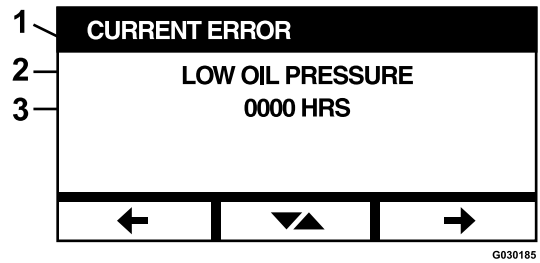 1 CURRENT ERROR
2 LOW OIL PRESSURE
3 0000 HRS
G030185